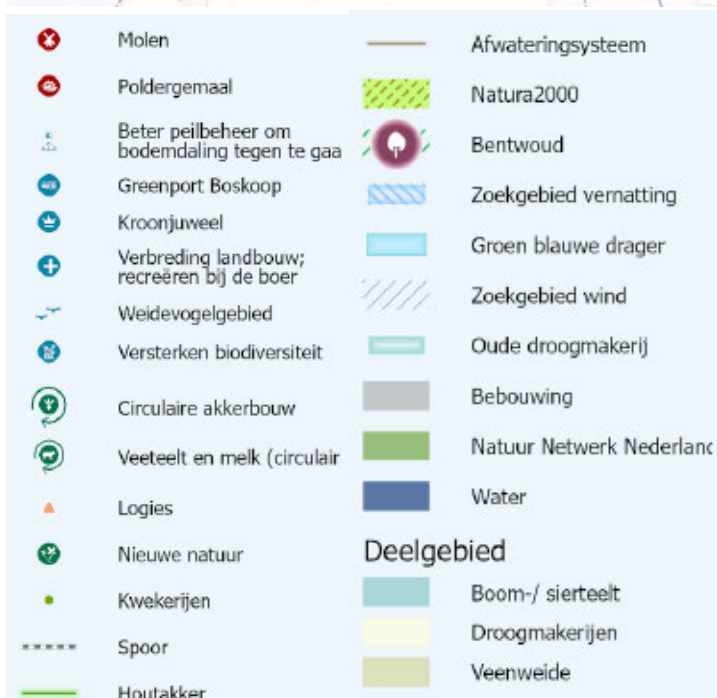 Molen
Poldergemaal
Beter peilbeheer om
bodemdaling tegen te gaa
Greenport Boskoop
Kroonjuweel
Verbreding landbouw;
recreëren bij de boer
Weidevogelgebied
Versterken biodiversiteit
Circulaire akkerbouw
Veeteelt en melk (circulair
Logies
Nieuwe natuur
Kwekerijen
Spoor
Houtakker
Afwateringsysteem
Natura2000
Bentwoud
Zoekgebied vernatting
Groen blauwe drager
Zoekgebied wind
Oude droogmakerij
Bebouwing
Natuur Netwerk Nederland
Water
Deelgebied
Boom-/ sierteelt
Droogmakerijen
Veenweide